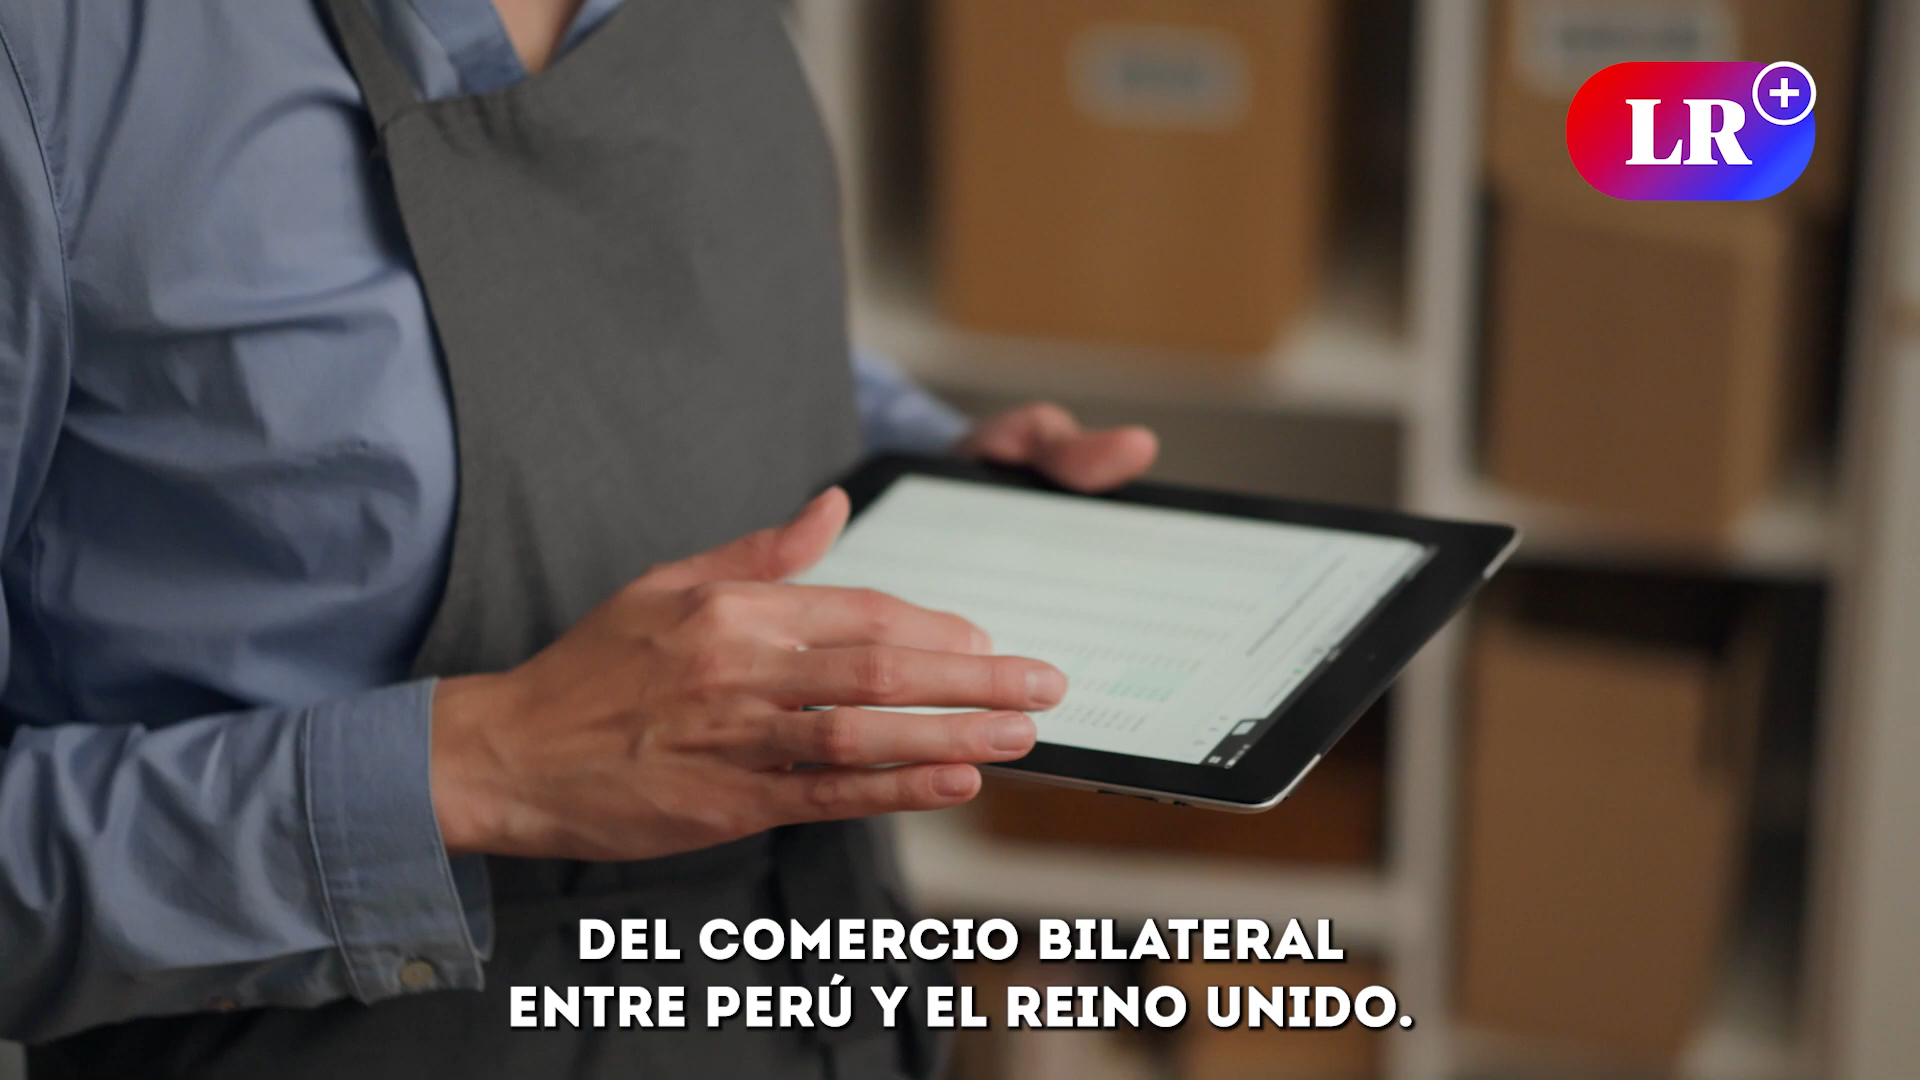 LR+
DEL COMERCIO BILATERAL
ENTRE PERÚ Y EL REINO UNIDO.